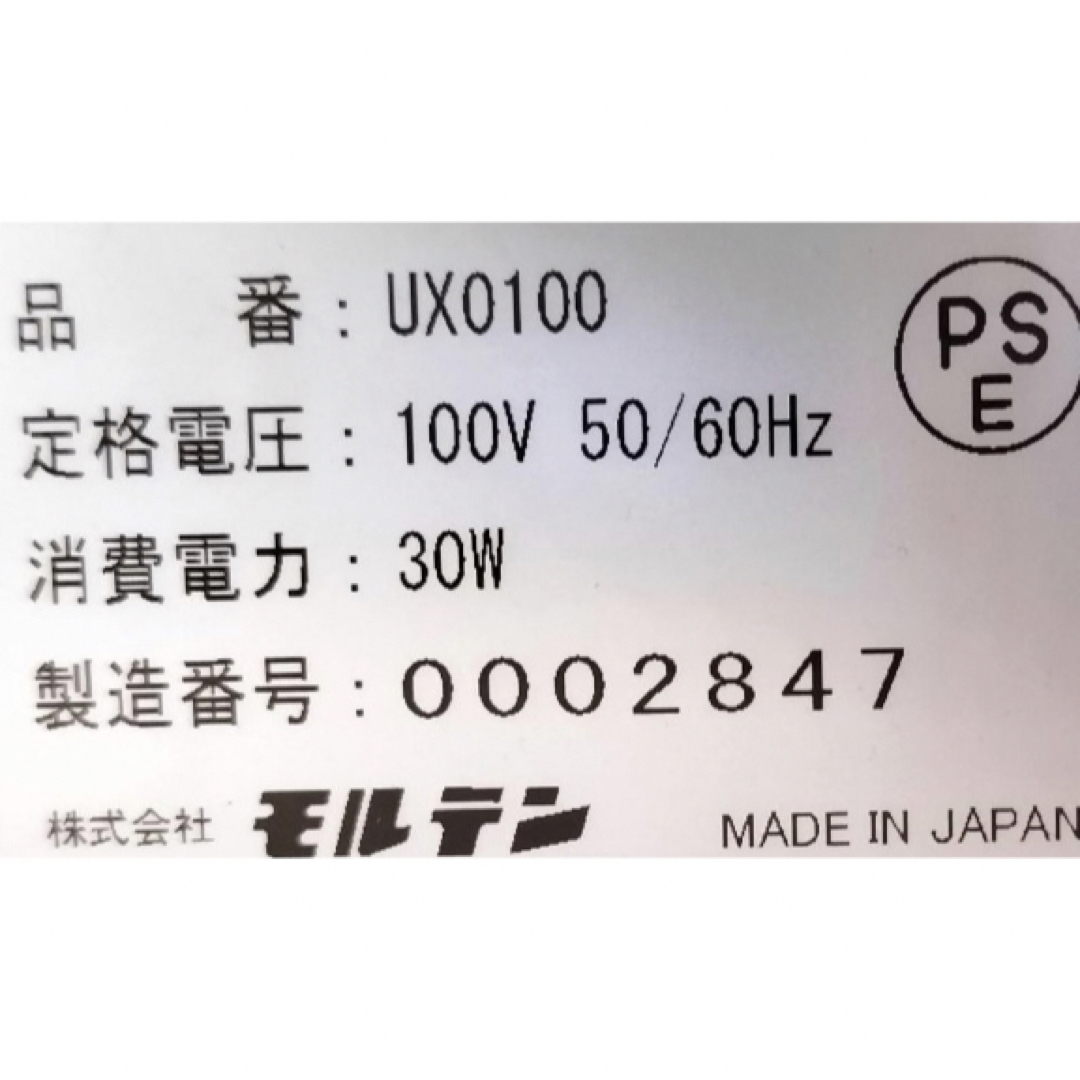 品　　番：UX0100
PS
E
定格電圧：100V 50/60Hz
消費電力：30W
製造番号：0002847
株式会社 モルテン MADE IN JAPAN